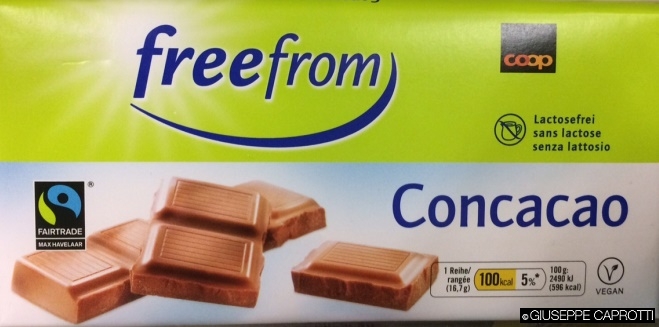 freefrom
coop
Lactosefrei
sans lactose
senza lattosio
Concacao
®
FAIRTRADE
MAX HAVELAAR
1 Reihe/
rangée
(16,7g)
100kcal
5%*
100g:
2490 kJ
(596 kcal)
VEGAN
©GIUSEPPE CAPROTTI